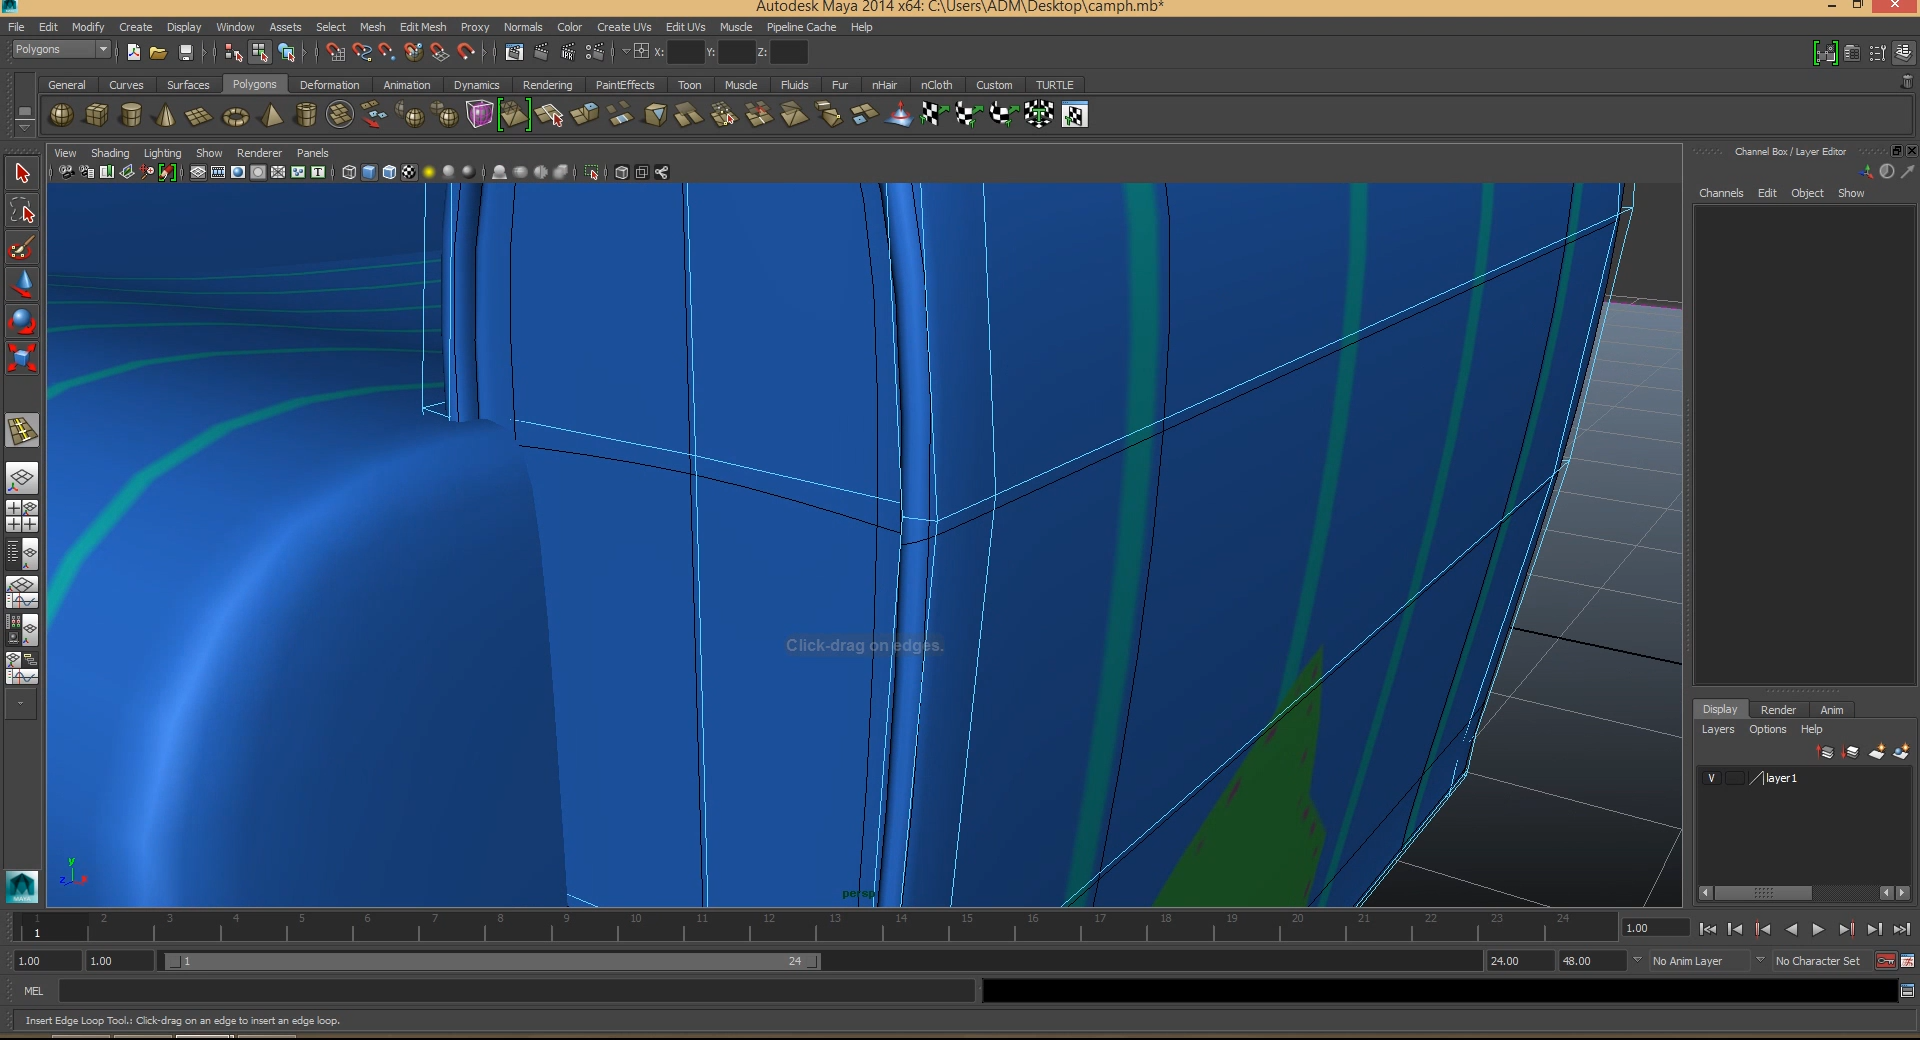 Autodesk Maya 2014 x64: C:\Users\ADM\Desktop\camph.mb*
File Edit Modify Create Display Window Assets Select Mesh Edit Mesh Proxy Normals Color Create UVs Edit UVs Muscle Pipeline Cache Help
Polygons X: Y: Z:
General Curves Surfaces Polygons Deformation Animation Dynamics Rendering PaintEffects Toon Muscle Fluids Fur nHair nCloth Custom TURTLE
View Shading Lighting Show Renderer Panels
Channel Box / Layer Editor
Channels Edit Object Show
Click-drag on edges.
persp
y
z
Display Render Anim
Layers Options Help
V layer1
MAYA
1 2 3 4 5 6 7 8 9 10 11 12 13 14 15 16 17 18 19 20 21 22 23 24
1
1.00
1.00 1.00 1 24 24.00 48.00 No Anim Layer No Character Set
MEL
Insert Edge Loop Tool.: Click-drag on an edge to insert an edge loop.